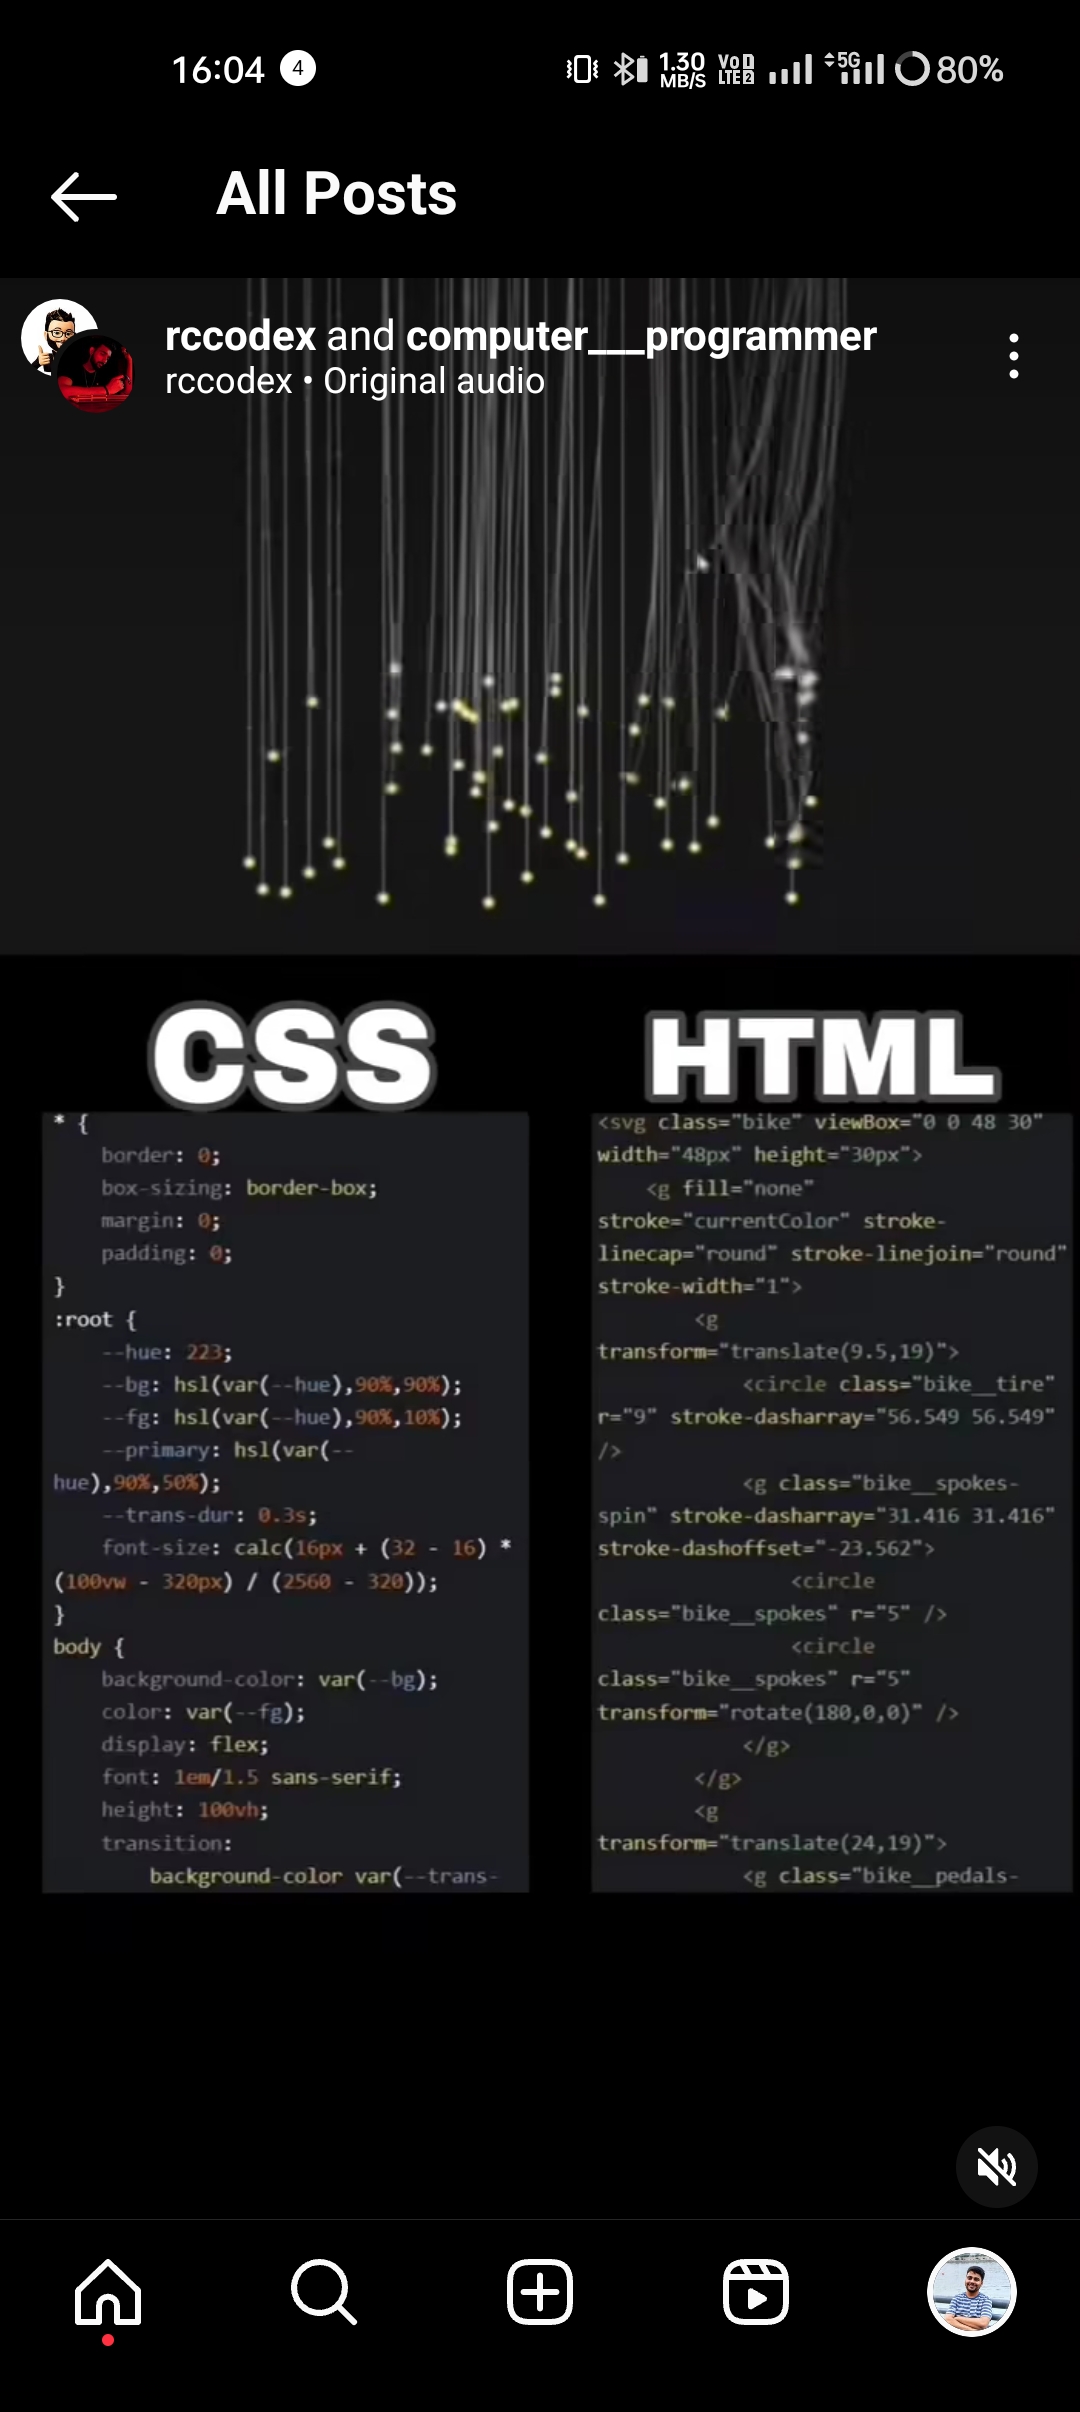 16:04 4 1.30 MB/S VoD LTE 2 5G 80%
All Posts
rccodex and computer___programmer
rccodex • Original audio
CSS
* {
border: 0;
box-sizing: border-box;
margin: 0;
padding: 0;
}
:root {
--hue: 223;
--bg: hsl(var(--hue),90%,90%);
--fg: hsl(var(--hue),90%,10%);
--primary: hsl(var(--
hue),90%,50%);
--trans-dur: 0.3s;
font-size: calc(16px + (32 - 16) *
(100vw - 320px) / (2560 - 320));
}
body {
background-color: var(--bg);
color: var(--fg);
display: flex;
font: 1em/1.5 sans-serif;
height: 100vh;
transition:
background-color var(--trans-
HTML
<svg class="bike" viewBox="0 0 48 30"
width="48px" height="30px">
<g fill="none"
stroke="currentColor" stroke-
linecap="round" stroke-linejoin="round"
stroke-width="1">
<g
transform="translate(9.5,19)">
<circle class="bike__tire"
r="9" stroke-dasharray="56.549 56.549"
/>
<g class="bike__spokes-
spin" stroke-dasharray="31.416 31.416"
stroke-dashoffset="-23.562">
<circle
class="bike__spokes" r="5" />
<circle
class="bike__spokes" r="5"
transform="rotate(180,0,0)" />
</g>
</g>
<g
transform="translate(24,19)">
<g class="bike__pedals-